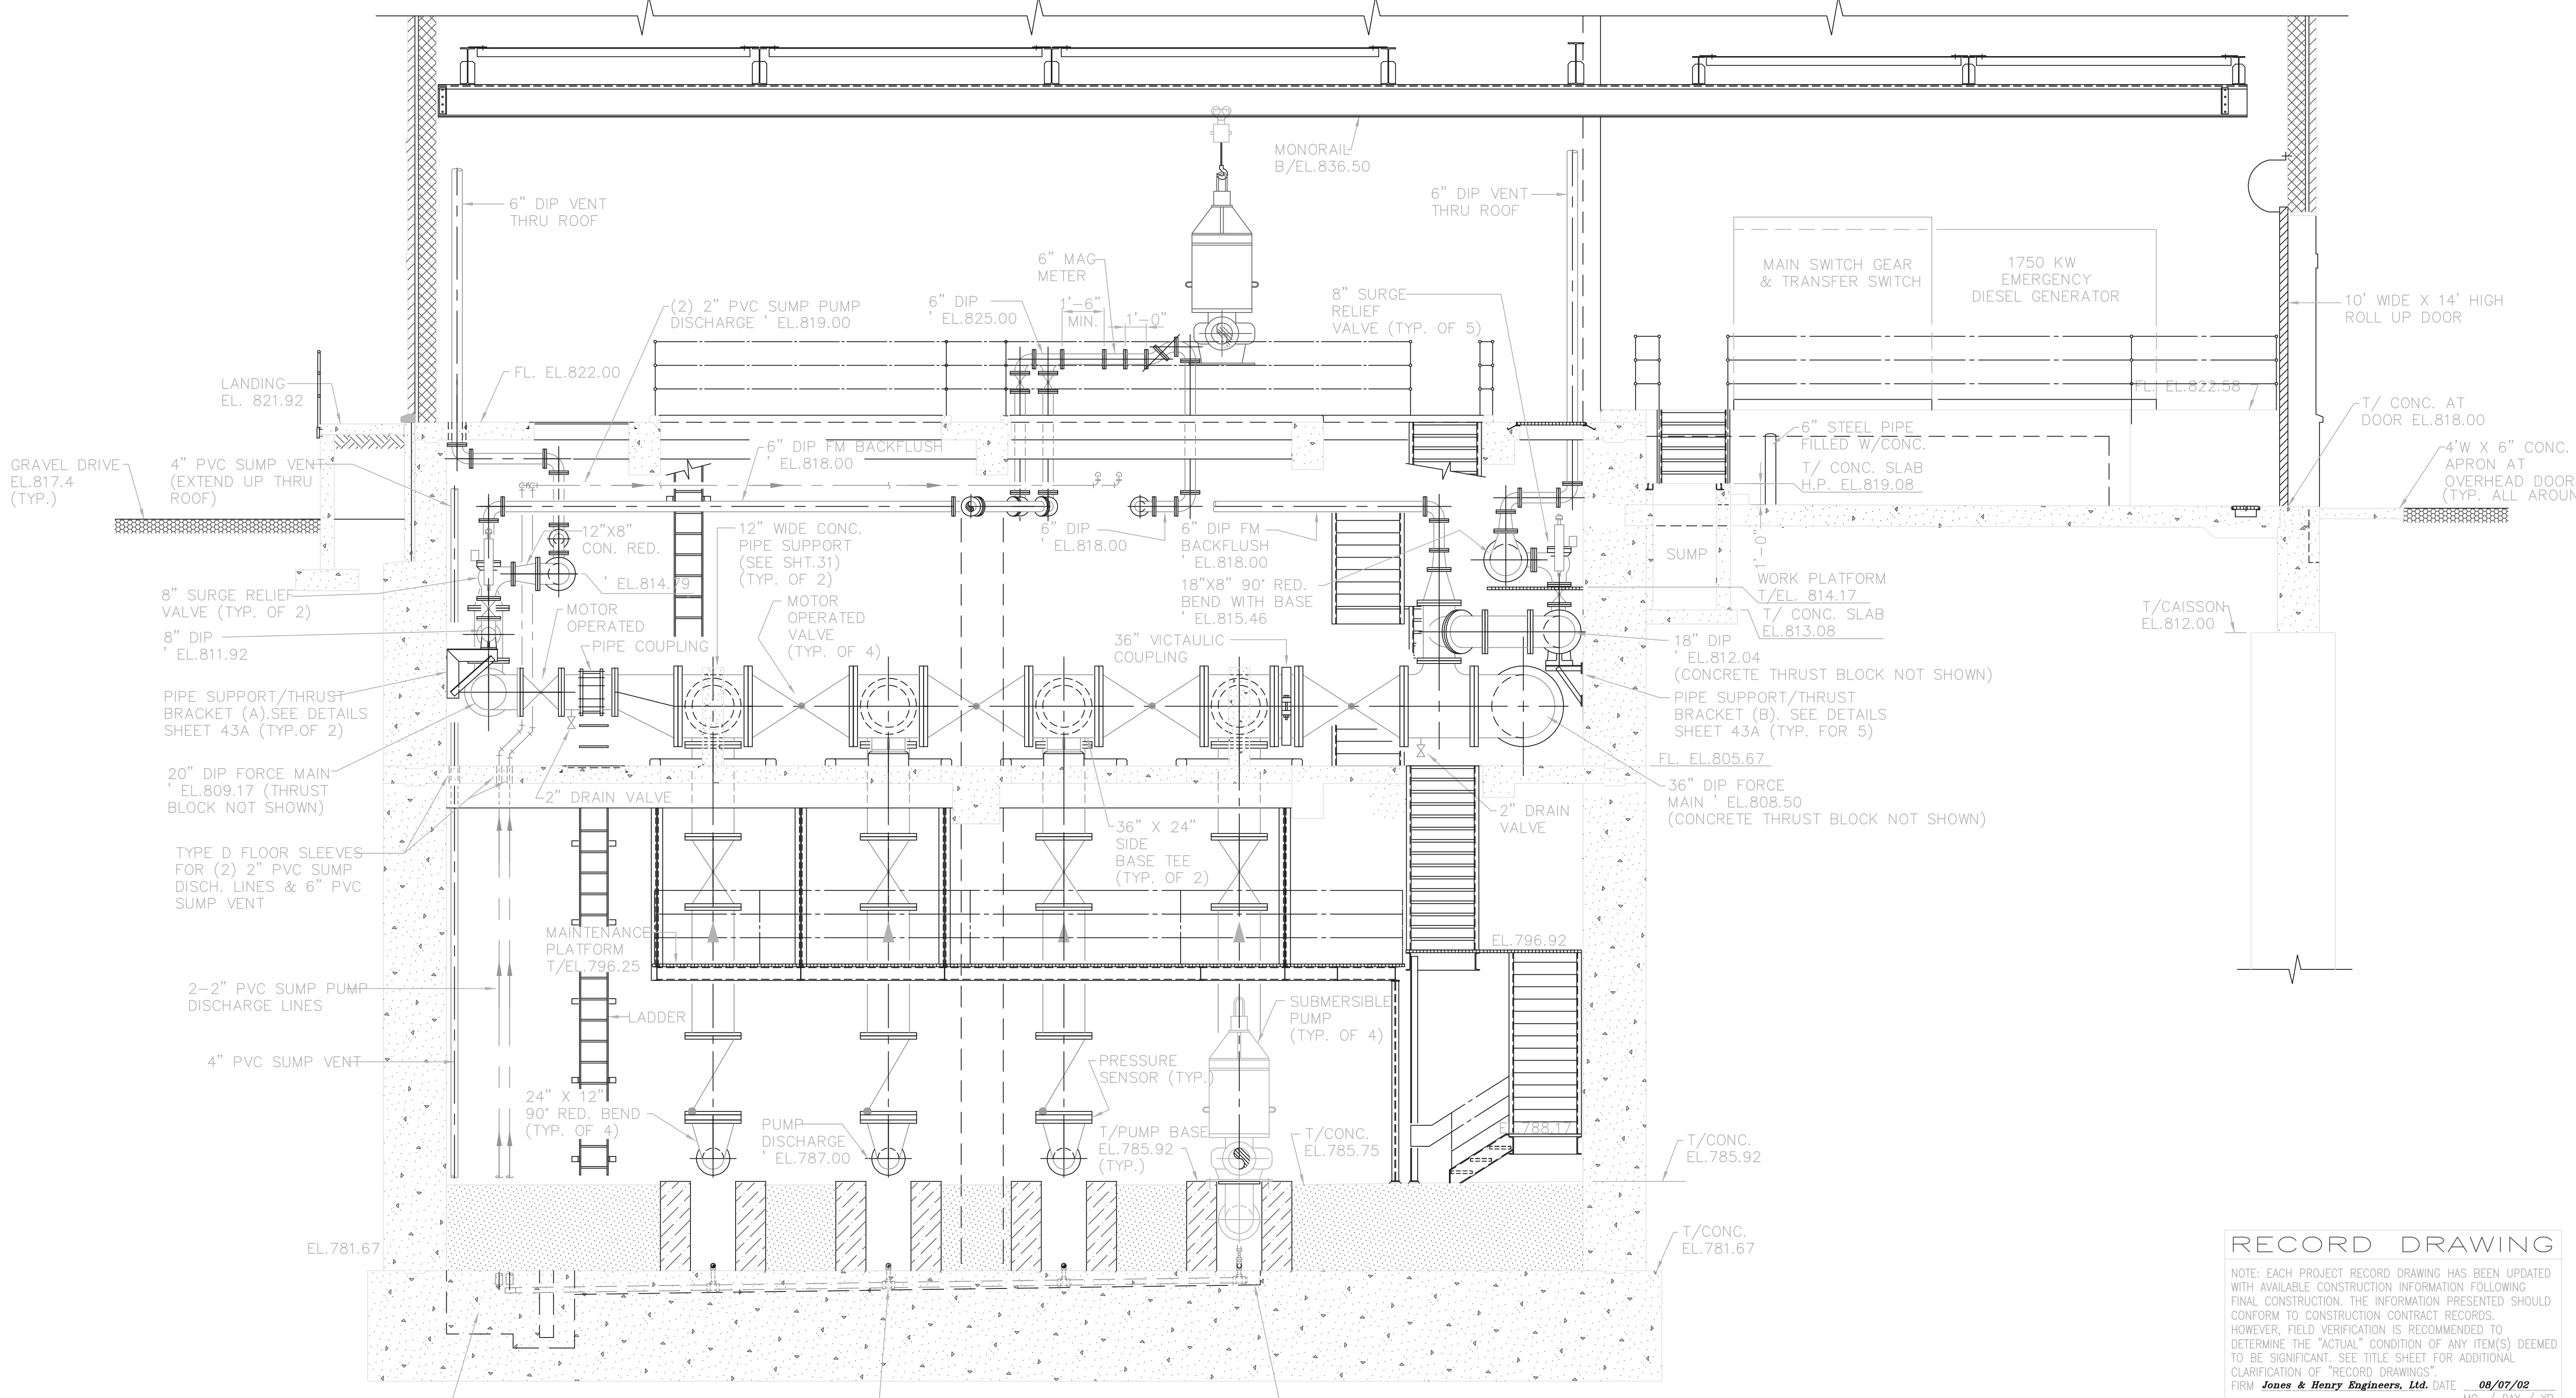 MONORAIL
B/EL.836.50
6" DIP VENT
THRU ROOF
6" DIP VENT
THRU ROOF
6" MAG
METER
1'-6"
MIN.
1'-0"
6" DIP
' EL.825.00
(2) 2" PVC SUMP PUMP
DISCHARGE ' EL.819.00
8" SURGE
RELIEF
VALVE (TYP. OF 5)
MAIN SWITCH GEAR
& TRANSFER SWITCH
1750 KW
EMERGENCY
DIESEL GENERATOR
10' WIDE X 14' HIGH
ROLL UP DOOR
LANDING
EL. 821.92
FL. EL.822.00
FL. EL.822.58
T/ CONC. AT
DOOR EL.818.00
GRAVEL DRIVE
EL.817.4
(TYP.)
4" PVC SUMP VENT
(EXTEND UP THRU
ROOF)
6" DIP FM BACKFLUSH
' EL.818.00
6" STEEL PIPE
FILLED W/CONC.
T/ CONC. SLAB
H.P. EL.819.08
4'W X 6" CONC.
APRON AT
OVERHEAD DOOR
(TYP. ALL AROUN
12"X8"
CON. RED.
12" WIDE CONC.
PIPE SUPPORT
(SEE SHT.31)
(TYP. OF 2)
6" DIP
' EL.818.00
6" DIP FM
BACKFLUSH
' EL.818.00
18"X8" 90° RED.
BEND WITH BASE
' EL.815.46
SUMP
1'-0"
' EL.814.79
8" SURGE RELIEF
VALVE (TYP. OF 2)
MOTOR
OPERATED
PIPE COUPLING
MOTOR
OPERATED
VALVE
(TYP. OF 4)
36" VICTAULIC
COUPLING
WORK PLATFORM
T/EL. 814.17
T/ CONC. SLAB
EL.813.08
T/CAISSON
EL.812.00
8" DIP
' EL.811.92
18" DIP
' EL.812.04
(CONCRETE THRUST BLOCK NOT SHOWN)
PIPE SUPPORT/THRUST
BRACKET (A).SEE DETAILS
SHEET 43A (TYP.OF 2)
PIPE SUPPORT/THRUST
BRACKET (B). SEE DETAILS
SHEET 43A (TYP. FOR 5)
FL. EL.805.67
20" DIP FORCE MAIN
' EL.809.17 (THRUST
BLOCK NOT SHOWN)
2" DRAIN VALVE
36" DIP FORCE
MAIN ' EL.808.50
(CONCRETE THRUST BLOCK NOT SHOWN)
2" DRAIN
VALVE
36" X 24"
SIDE
BASE TEE
(TYP. OF 2)
TYPE D FLOOR SLEEVES
FOR (2) 2" PVC SUMP
DISCH. LINES & 6" PVC
SUMP VENT
MAINTENANCE
PLATFORM
T/EL.796.25
EL.796.92
2-2" PVC SUMP PUMP
DISCHARGE LINES
LADDER
SUBMERSIBLE
PUMP
(TYP. OF 4)
4" PVC SUMP VENT
PRESSURE
SENSOR (TYP.)
24" X 12"
90° RED. BEND
(TYP. OF 4)
PUMP
DISCHARGE
' EL.787.00
T/PUMP BASE
EL.785.92
(TYP.)
T/CONC.
EL.785.75
EL.788.17
T/CONC.
EL.785.92
EL.781.67
T/CONC.
EL.781.67
RECORD DRAWING
NOTE: EACH PROJECT RECORD DRAWING HAS BEEN UPDATED
WITH AVAILABLE CONSTRUCTION INFORMATION FOLLOWING
FINAL CONSTRUCTION. THE INFORMATION PRESENTED SHOULD
CONFORM TO CONSTRUCTION CONTRACT RECORDS.
HOWEVER, FIELD VERIFICATION IS RECOMMENDED TO
DETERMINE THE "ACTUAL" CONDITION OF ANY ITEM(S) DEEMED
TO BE SIGNIFICANT. SEE TITLE SHEET FOR ADDITIONAL
CLARIFICATION OF "RECORD DRAWINGS".
FIRM Jones & Henry Engineers, Ltd. DATE 08/07/02
MO. / DAY / YR.